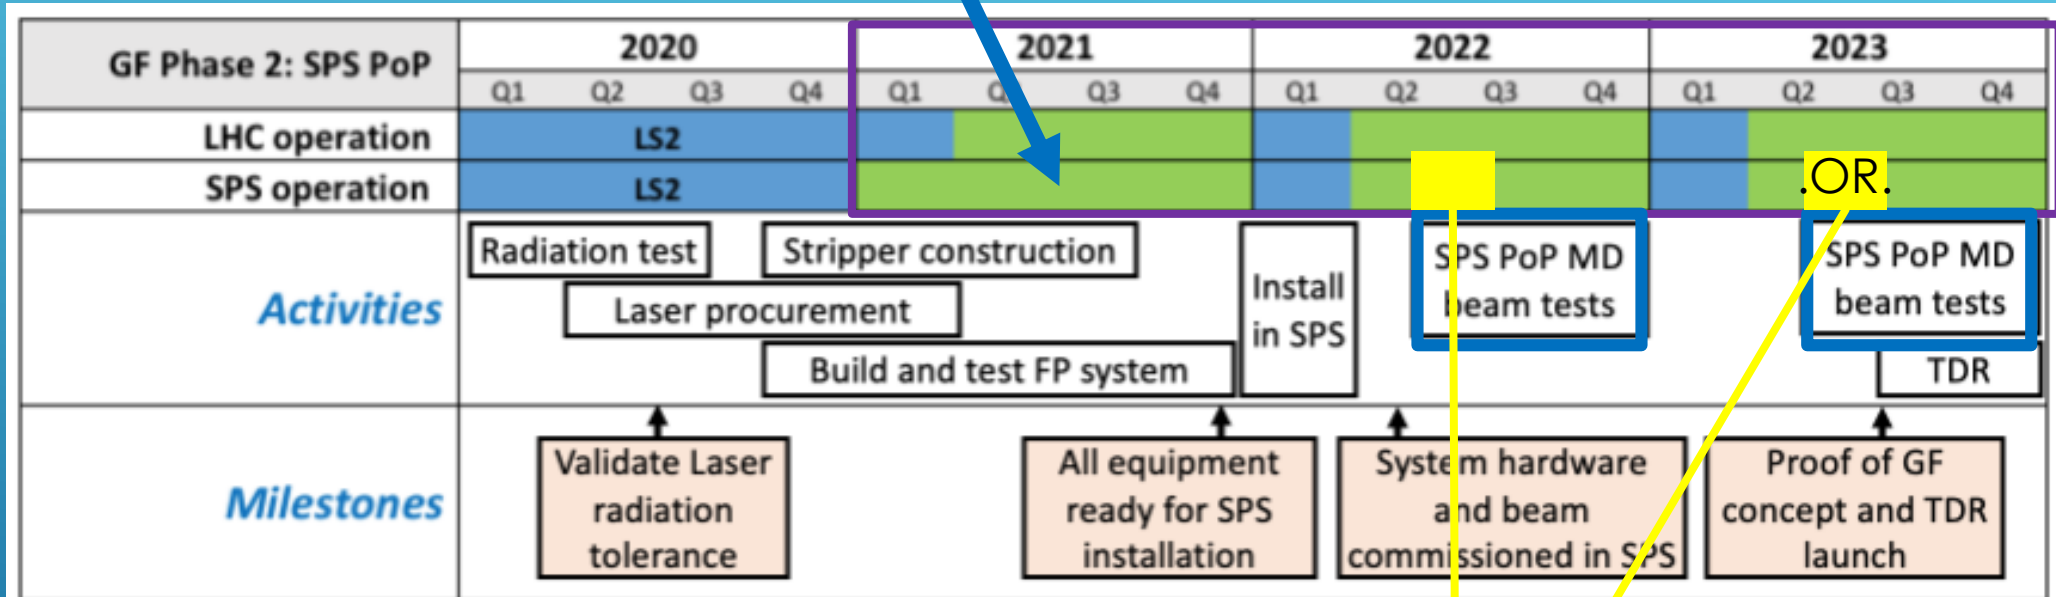 GF Phase 2: SPS PoP
2020 2021 2022 2023
Q1 Q2 Q3 Q4 Q1 Q3 Q4 Q1 Q2 Q3 Q4 Q1 Q2 Q3 Q4
LHC operation LS2
SPS operation LS2 .OR.
Activities
Radiation test
Stripper construction
Laser procurement
Build and test FP system
Install
in SPS
SPS PoP MD
beam tests
SPS PoP MD
beam tests
TDR
Milestones
Validate Laser
radiation
tolerance
All equipment
ready for SPS
installation
System hardware
and beam
commissioned in SPS
Proof of GF
concept and TDR
launch